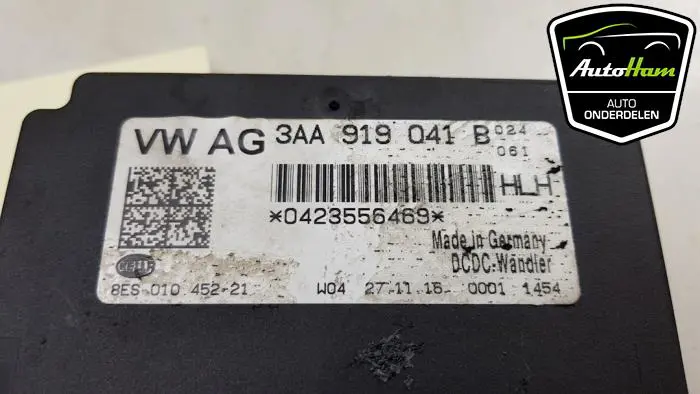 AutoHam
AUTO
ONDERDELEN
VW AG 3AA 919 041 B 024
061
HLH
*0423556469*
Made in Germany
DCDC-Wandler
8ES 010 452-21 W04 27.11.15 0001 1454